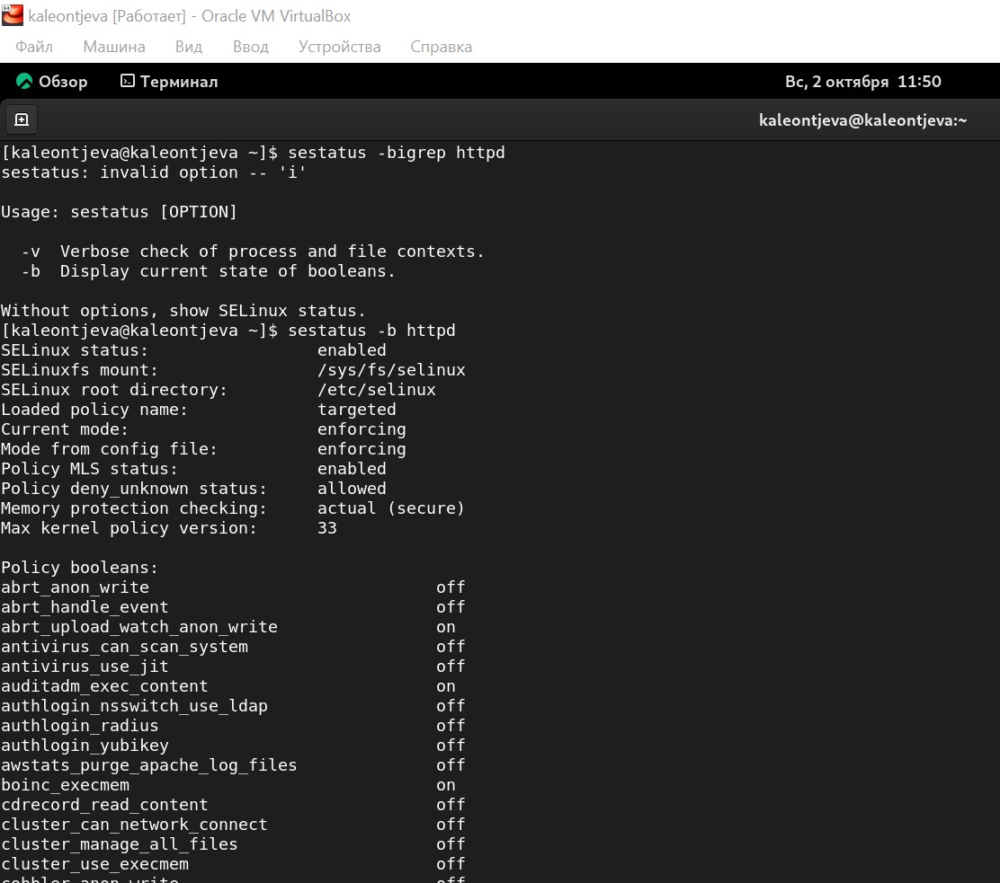 64
kaleontjeva [Работает] - Oracle VM VirtualBox
Файл Машина Вид Ввод Устройства Справка
Обзор Терминал Вс, 2 октября 11:50
kaleontjeva@kaleontjeva:~
[kaleontjeva@kaleontjeva ~]$ sestatus -bigrep httpd
sestatus: invalid option -- 'i'
Usage: sestatus [OPTION]
-v Verbose check of process and file contexts.
-b Display current state of booleans.
Without options, show SELinux status.
[kaleontjeva@kaleontjeva ~]$ sestatus -b httpd
SELinux status: enabled
SELinuxfs mount: /sys/fs/selinux
SELinux root directory: /etc/selinux
Loaded policy name: targeted
Current mode: enforcing
Mode from config file: enforcing
Policy MLS status: enabled
Policy deny_unknown status: allowed
Memory protection checking: actual (secure)
Max kernel policy version: 33
Policy booleans:
abrt_anon_write off
abrt_handle_event off
abrt_upload_watch_anon_write on
antivirus_can_scan_system off
antivirus_use_jit off
auditadm_exec_content on
authlogin_nsswitch_use_ldap off
authlogin_radius off
authlogin_yubikey off
awstats_purge_apache_log_files off
boinc_execmem on
cdrecord_read_content off
cluster_can_network_connect off
cluster_manage_all_files off
cluster_use_execmem off
cobbler_anon_write off